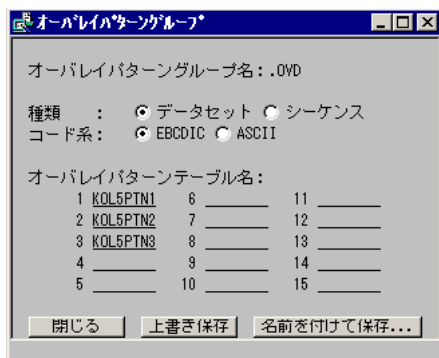 オーバレイパターングループ
オーバレイパターングループ名:.OVD
種類 : データセット シーケンス
コード系: EBCDIC ASCII
オーバレイパターンテーブル名:
1 KOL5PTN1 6 11
2 KOL5PTN2 7 12
3 KOL5PTN3 8 13
4 9 14
5 10 15
閉じる 上書き保存 名前を付けて保存...